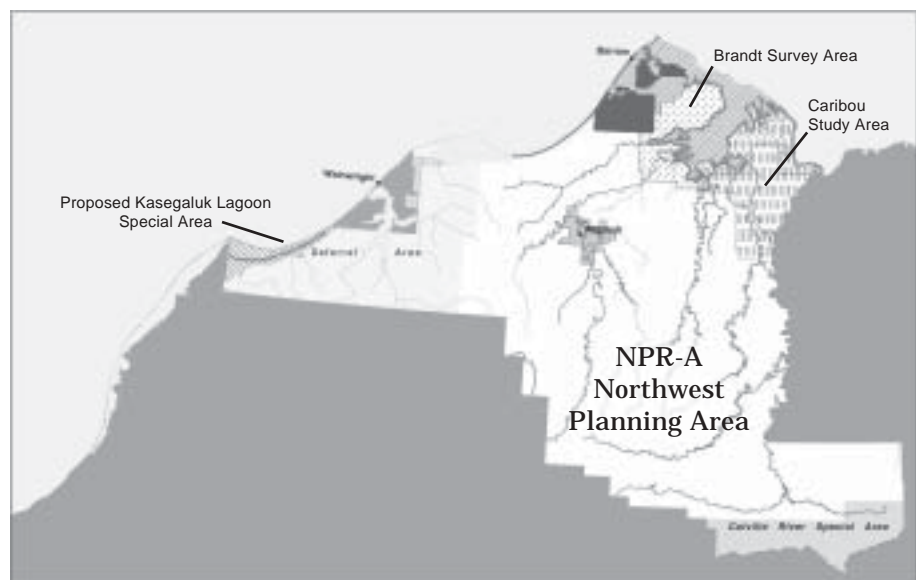 Barrow
Brandt Survey Area
Caribou
Study Area
Wainwright
Proposed Kasegaluk Lagoon
Special Area
Deferral Area
NPR-A
Northwest
Planning Area
Colville River Special Area